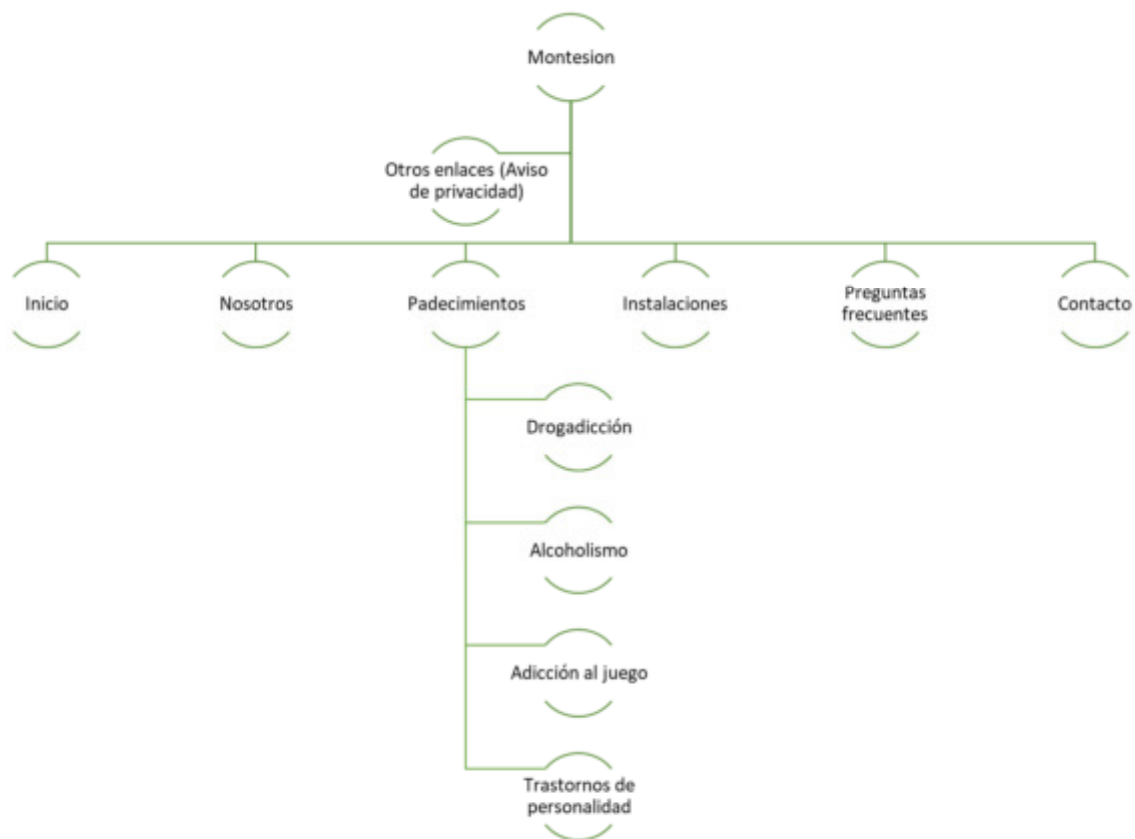 Montesion
Otros enlaces (Aviso
de privacidad)
Inicio
Nosotros
Padecimientos
Instalaciones
Preguntas
frecuentes
Contacto
Drogadicción
Alcoholismo
Adicción al juego
Trastornos de
personalidad